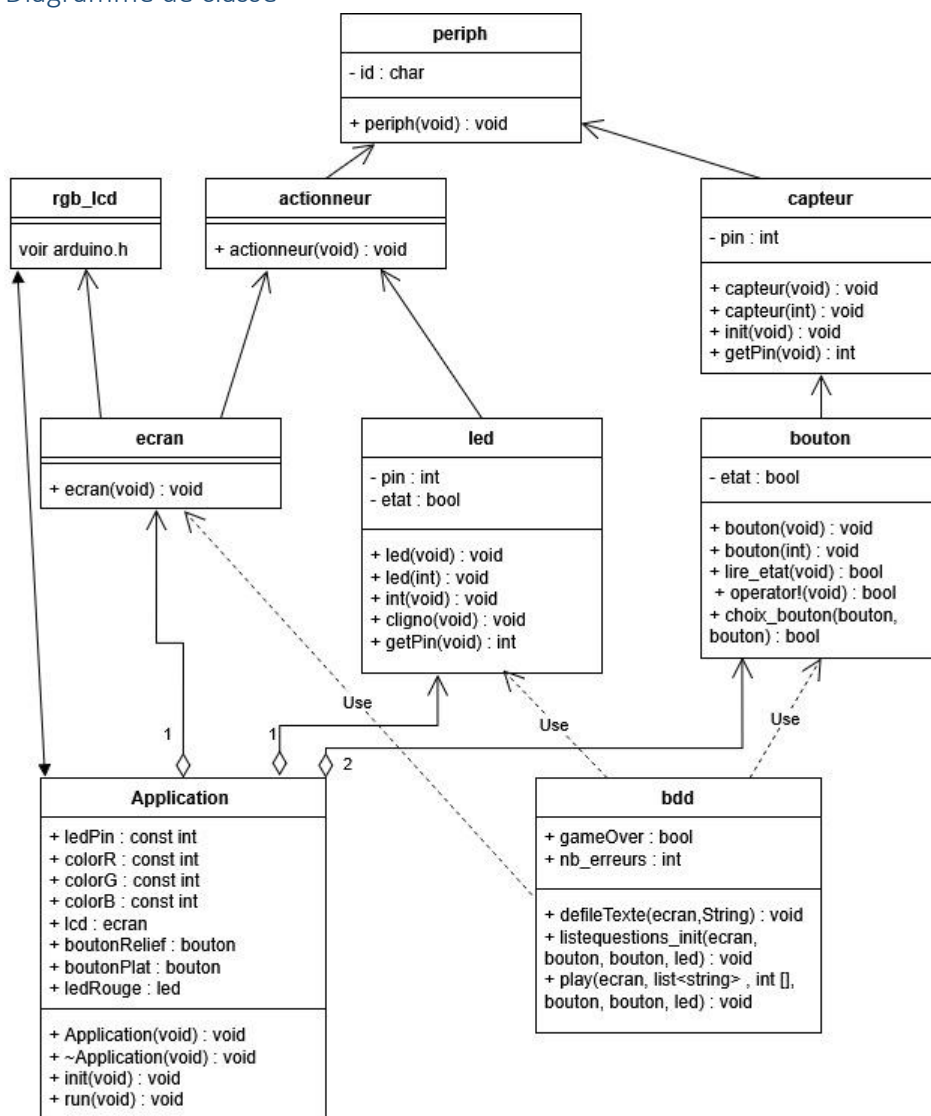 Diagramme de classe
periph
- id : char
+ periph(void) : void
rgb_lcd
voir arduino.h
actionneur
+ actionneur(void) : void
capteur
- pin : int
+ capteur(void) : void
+ capteur(int) : void
+ init(void) : void
+ getPin(void) : int
ecran
+ ecran(void) : void
led
- pin : int
- etat : bool
+ led(void) : void
+ led(int) : void
+ int(void) : void
+ cligno(void) : void
+ getPin(void) : int
bouton
- etat : bool
+ bouton(void) : void
+ bouton(int) : void
+ lire_etat(void) : bool
+ operator!(void) : bool
+ choix_bouton(bouton,
bouton) : bool
Use
Use
Use
1
1
2
Application
+ ledPin : const int
+ colorR : const int
+ colorG : const int
+ colorB : const int
+ lcd : ecran
+ boutonRelief : bouton
+ boutonPlat : bouton
+ ledRouge : led
+ Application(void) : void
+ ~Application(void) : void
+ init(void) : void
+ run(void) : void
bdd
+ gameOver : bool
+ nb_erreurs : int
+ defileTexte(ecran,String) : void
+ listequestions_init(ecran,
bouton, bouton, led) : void
+ play(ecran, list<string> , int [],
bouton, bouton, led) : void